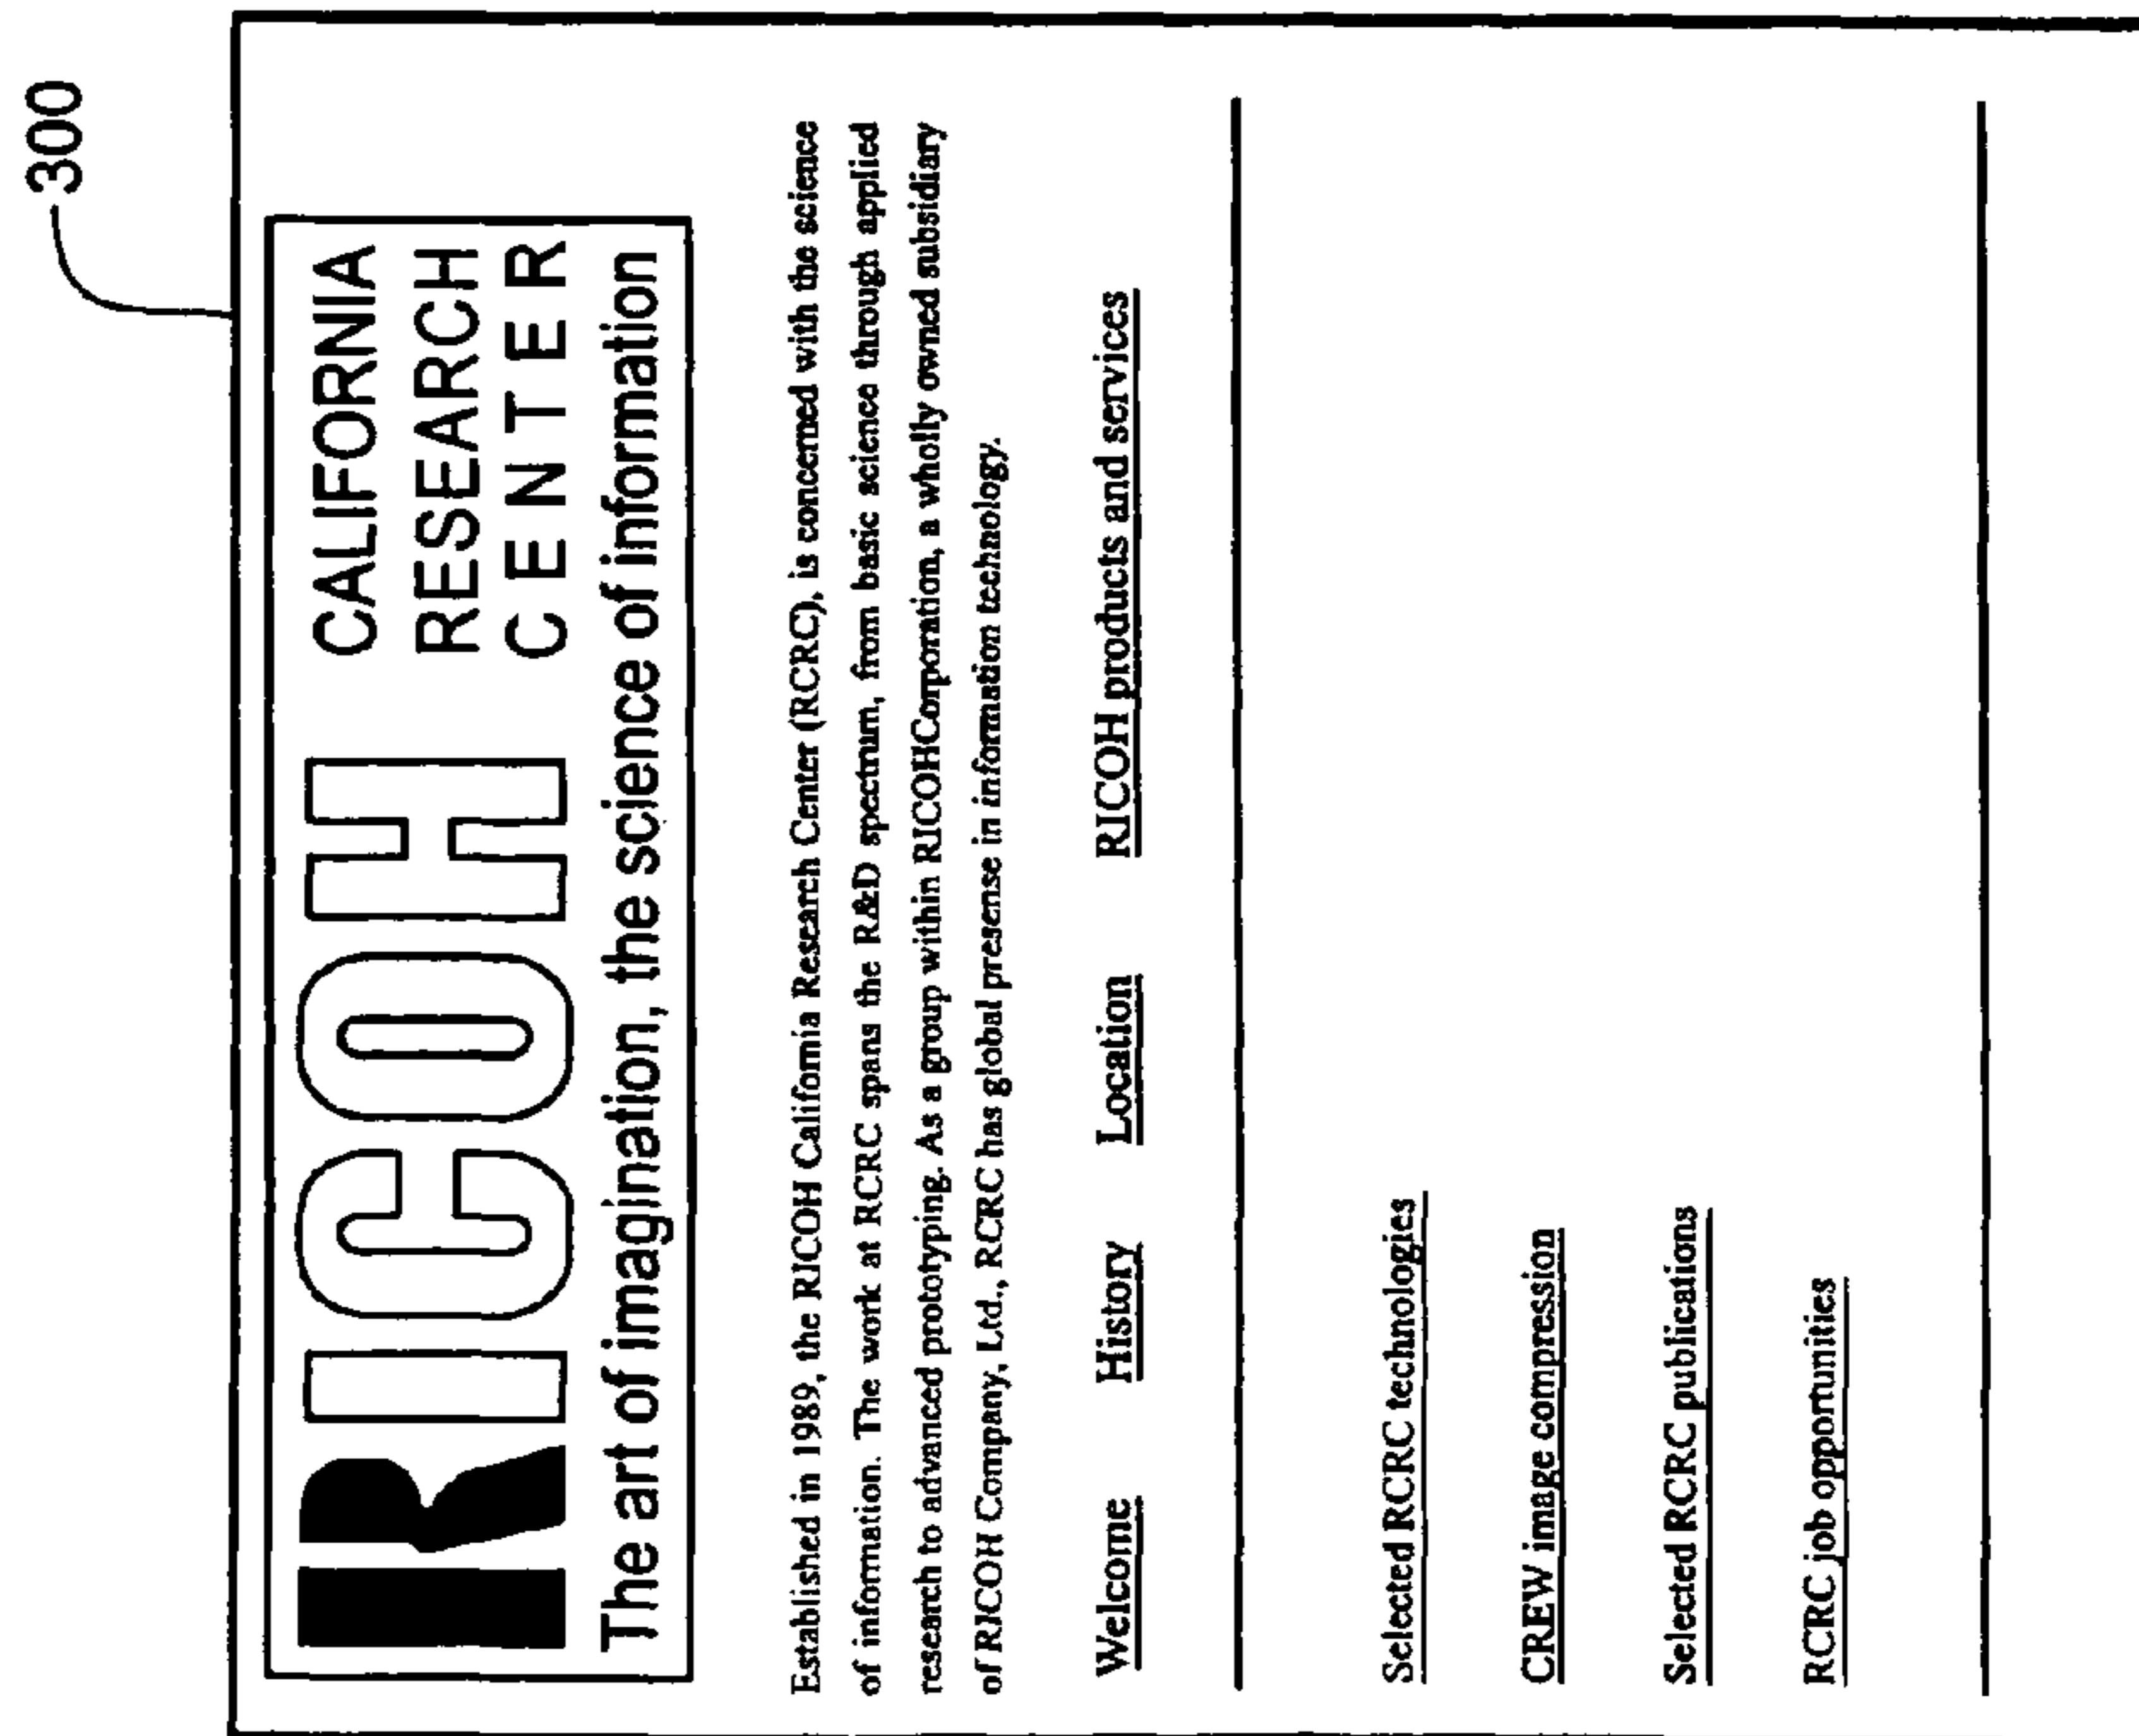 300
RICOH
CALIFORNIA
RESEARCH
CENTER
The art of imagination, the science of information
Established in 1989, the RICOH California Research Center (RCRC), is concerned with the science
of information. The work at RCRC spans the R&D spectrum, from basic science through applied
research to advanced prototyping. As a group within RICOHCorporation, a wholly owned subsidiary
of RICOH Company, Ltd., RCRC has global presense in information technology.
Welcome History Location RICOH products and services
Selected RCRC technologies
CREW image compression
Selected RCRC publications
RCRC job opportunities